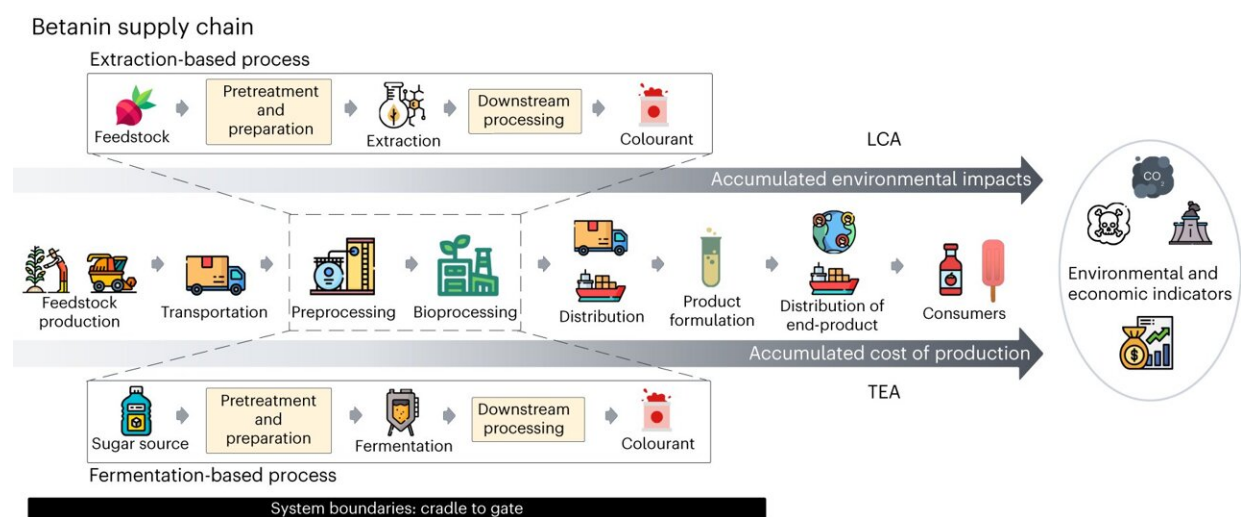 Betanin supply chain
Extraction-based process
Feedstock
Pretreatment
and
preparation
Extraction
Downstream
processing
Colourant
LCA
Accumulated environmental impacts
CO2
Feedstock
production
Transportation
Preprocessing
Bioprocessing
Distribution
Product
formulation
Distribution of
end-product
Consumers
Environmental and
economic indicators
$
Accumulated cost of production
TEA
Sugar source
Pretreatment
and
preparation
Fermentation
Downstream
processing
Colourant
Fermentation-based process
System boundaries: cradle to gate